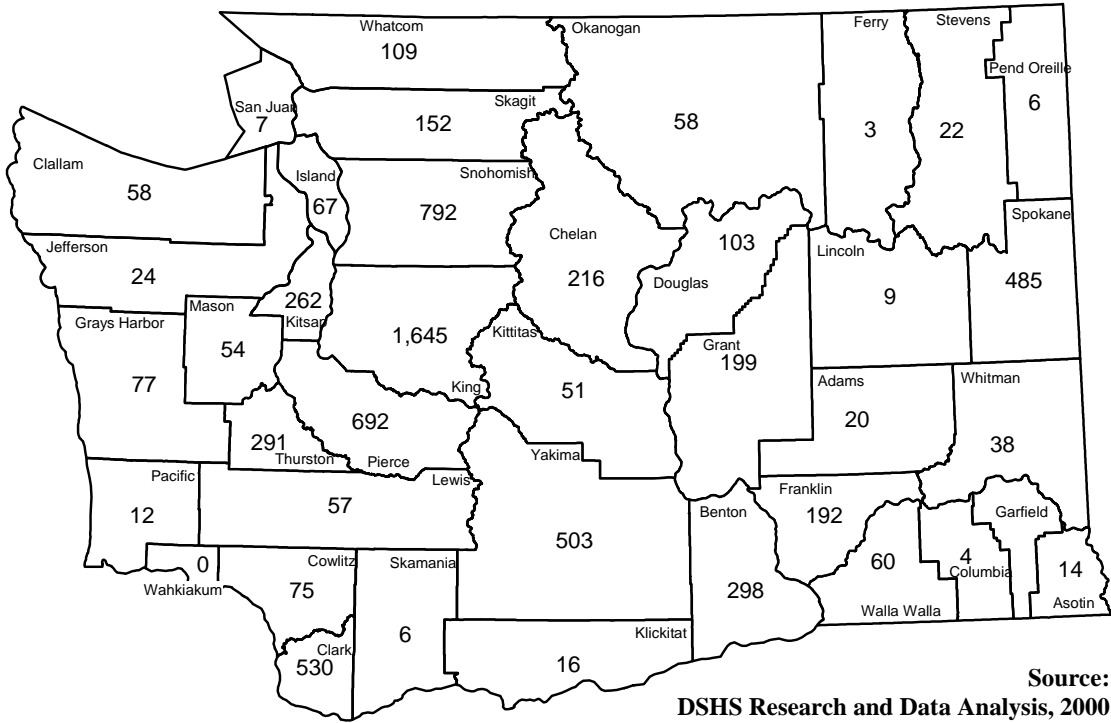 Whatcom
109
Okanogan
58
Ferry
3
Stevens
22
Pend Oreille
6
San Juan
7
Skagit
152
Clallam
58
Island
67
Snohomish
792
Chelan
216
103
Douglas
Lincoln
9
Spokane
485
Jefferson
24
262
Kitsap
Mason
54
Grays Harbor
77
1,645
King
Kittitas
51
Grant
199
Adams
20
Whitman
38
692
Pierce
291
Thurston
Yakima
503
Lewis
57
Pacific
12
0
Wahkiakum
Cowlitz
75
Skamania
6
Clark
530
Klickitat
16
Benton
298
Franklin
192
60
Walla Walla
4
Columbia
Garfield
14
Asotin
Source:
DSHS Research and Data Analysis, 2000